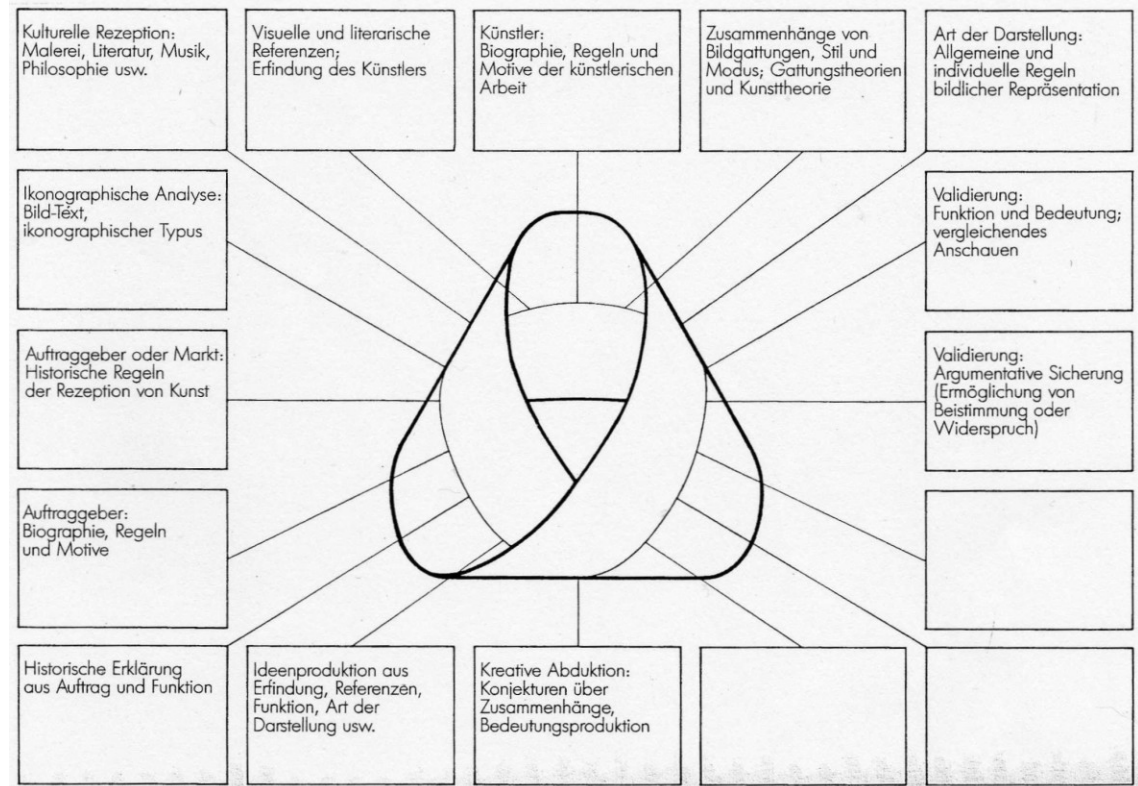 Kulturelle Rezeption:
Malerei, Literatur, Musik,
Philosophie usw.
Visuelle und literarische
Referenzen;
Erfindung des Künstlers
Künstler:
Biographie, Regeln und
Motive der künstlerischen
Arbeit
Zusammenhänge von
Bildgattungen, Stil und
Modus; Gattungstheorien
und Kunsttheorie
Art der Darstellung:
Allgemeine und
individuelle Regeln
bildlicher Repräsentation
Ikonographische Analyse:
Bild-Text,
ikonographischer Typus
Validierung:
Funktion und Bedeutung;
vergleichendes
Anschauen
Auftraggeber oder Markt:
Historische Regeln
der Rezeption von Kunst
Validierung:
Argumentative Sicherung
(Ermöglichung von
Beistimmung oder
Widerspruch)
Auftraggeber:
Biographie, Regeln
und Motive
Historische Erklärung
aus Auftrag und Funktion
Ideenproduktion aus
Erfindung, Referenzen,
Funktion, Art der
Darstellung usw.
Kreative Abduktion:
Konjekturen über
Zusammenhänge,
Bedeutungsproduktion